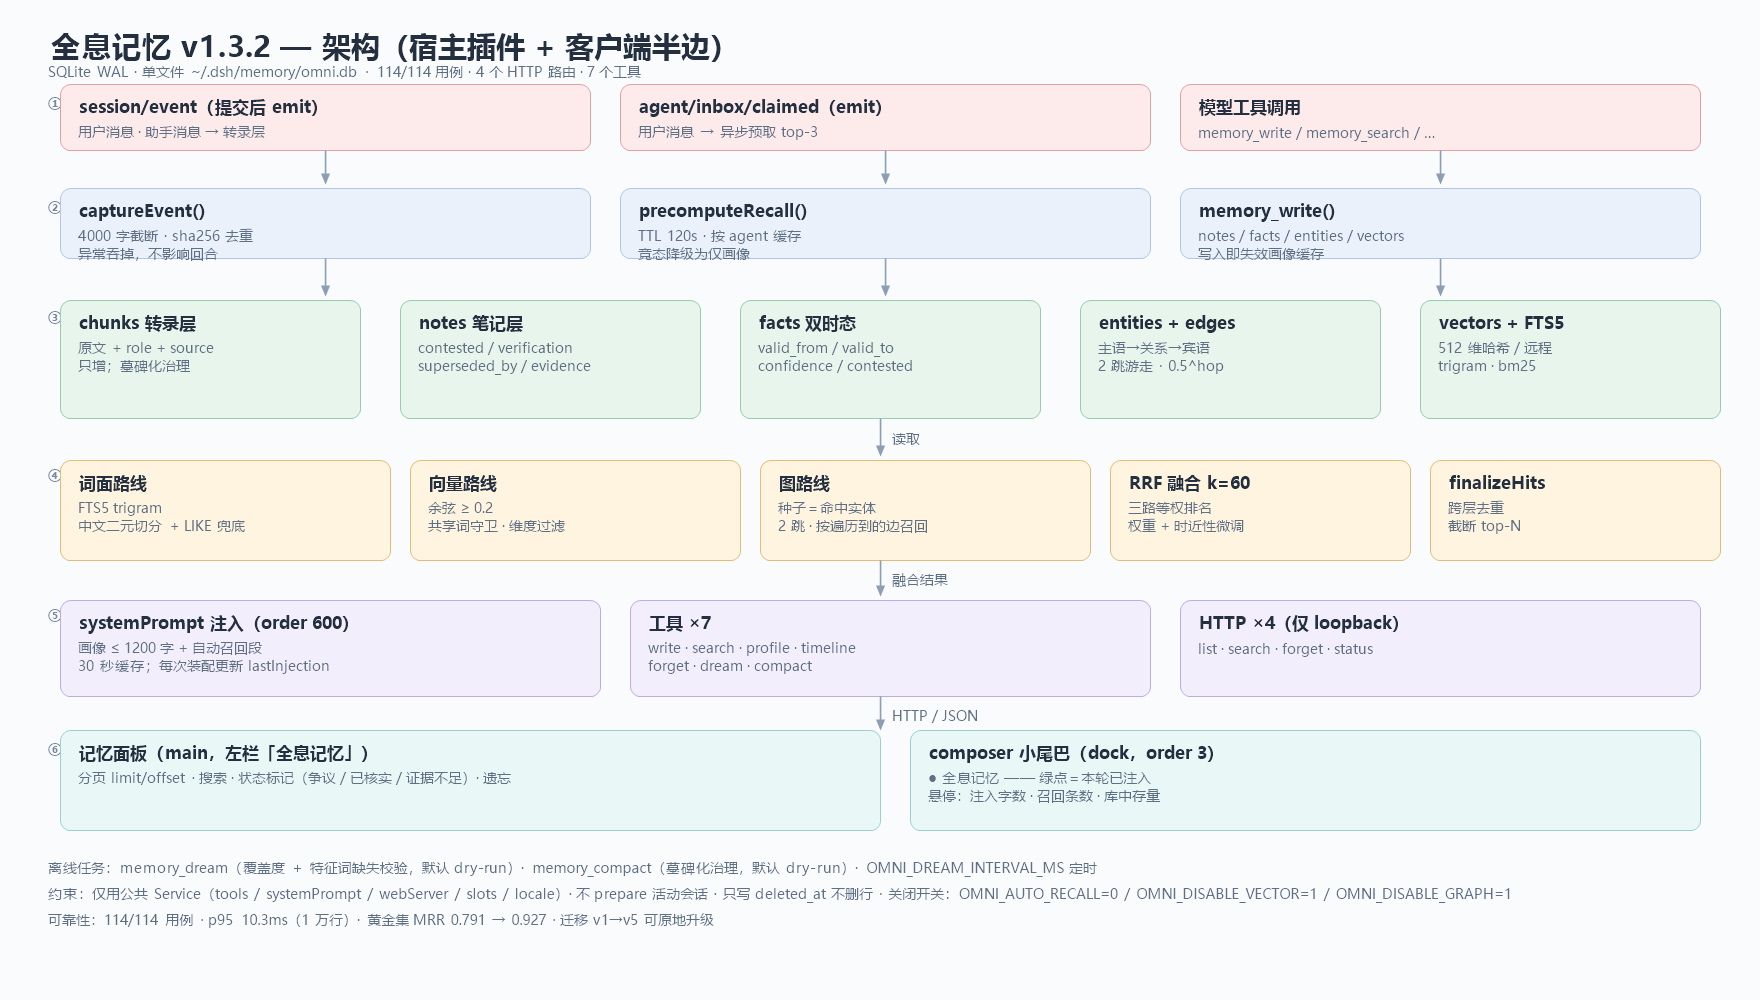 全息记忆 v1.3.2 — 架构（宿主插件 + 客户端半边）
SQLite WAL · 单文件 ~/.dsh/memory/omni.db · 114/114 用例 · 4 个 HTTP 路由 · 7 个工具
①
session/event（提交后 emit）
用户消息 · 助手消息 → 转录层
agent/inbox/claimed（emit）
用户消息 → 异步预取 top-3
模型工具调用
memory_write / memory_search / ...
②
captureEvent()
4000 字截断 · sha256 去重
异常吞掉，不影响回合
precomputeRecall()
TTL 120s · 按 agent 缓存
竟态降级为仅画像
memory_write()
notes / facts / entities / vectors
写入即失效画像缓存
③
chunks 转录层
原文 + role + source
只增；墓碑化治理
notes 笔记层
contested / verification
superseded_by / evidence
facts 双时态
valid_from / valid_to
confidence / contested
entities + edges
主语→关系→宾语
2 跳游走 · 0.5^hop
vectors + FTS5
512 维哈希 / 远程
trigram · bm25
读取
④
词面路线
FTS5 trigram
中文二元切分 + LIKE 兜底
向量路线
余弦 ≥ 0.2
共享词守卫 · 维度过滤
图路线
种子 = 命中实体
2 跳 · 按遍历到的边召回
RRF 融合 k=60
三路等权排名
权重 + 时近性微调
finalizeHits
跨层去重
截断 top-N
融合结果
⑤
systemPrompt 注入（order 600）
画像 ≤ 1200 字 + 自动召回段
30 秒缓存；每次装配更新 lastInjection
工具 ×7
write · search · profile · timeline
forget · dream · compact
HTTP ×4（仅 loopback）
list · search · forget · status
HTTP / JSON
⑥
记忆面板（main，左栏「全息记忆」）
分页 limit/offset · 搜索 · 状态标记（争议 / 已核实 / 证据不足）· 遗忘
composer 小尾巴（dock，order 3）
● 全息记忆 —— 绿点 = 本轮已注入
悬停：注入字数 · 召回条数 · 库中存量
离线任务：memory_dream（覆盖度 + 特征词缺失校验，默认 dry-run）· memory_compact（墓碑化治理，默认 dry-run）· OMNI_DREAM_INTERVAL_MS 定时
约束：仅用公共 Service（tools / systemPrompt / webServer / slots / locale）· 不 prepare 活动会话 · 只写 deleted_at 不删行 · 关闭开关：OMNI_AUTO_RECALL=0 / OMNI_DISABLE_VECTOR=1 / OMNI_DISABLE_GRAPH=1
可靠性：114/114 用例 · p95 10.3ms（1 万行）· 黄金集 MRR 0.791 → 0.927 · 迁移 v1→v5 可原地升级